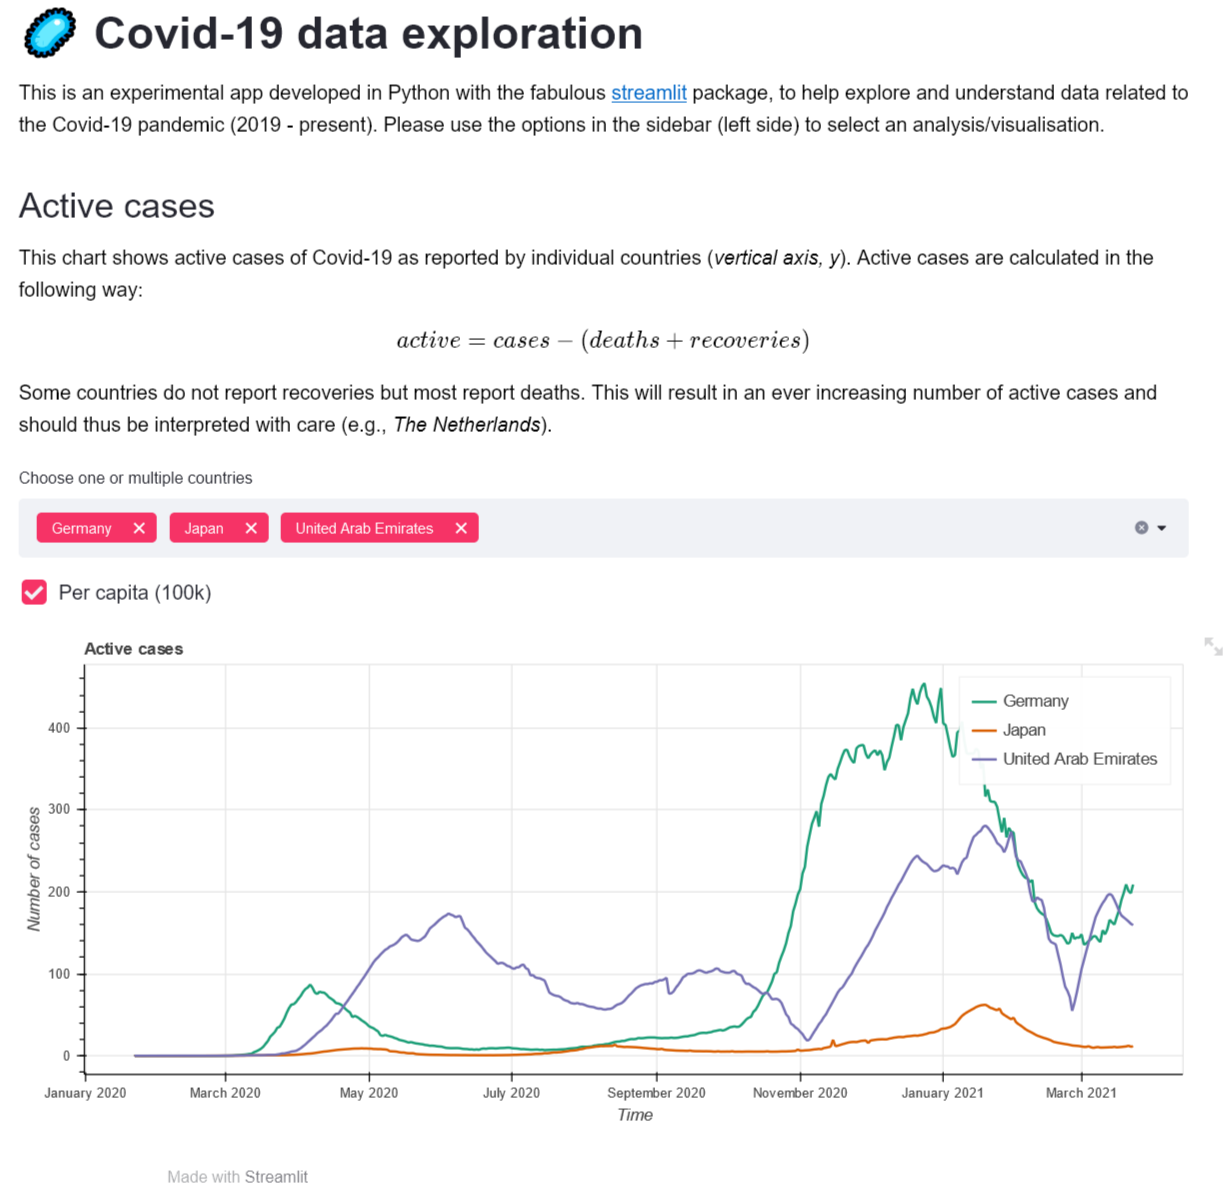 Covid-19 data exploration
This is an experimental app developed in Python with the fabulous streamlit package, to help explore and understand data related to
the Covid-19 pandemic (2019 - present). Please use the options in the sidebar (left side) to select an analysis/visualisation.
Active cases
This chart shows active cases of Covid-19 as reported by individual countries (vertical axis, y). Active cases are calculated in the
following way:
active = cases − (deaths + recoveries)
Some countries do not report recoveries but most report deaths. This will result in an ever increasing number of active cases and
should thus be interpreted with care (e.g., The Netherlands).
Choose one or multiple countries
Germany Japan United Arab Emirates
Per capita (100k)
Active cases
Germany
Japan
United Arab Emirates
400
300
200
100
0
Number of cases
January 2020 March 2020 May 2020 July 2020 September 2020 November 2020 January 2021 March 2021
Time
Made with Streamlit